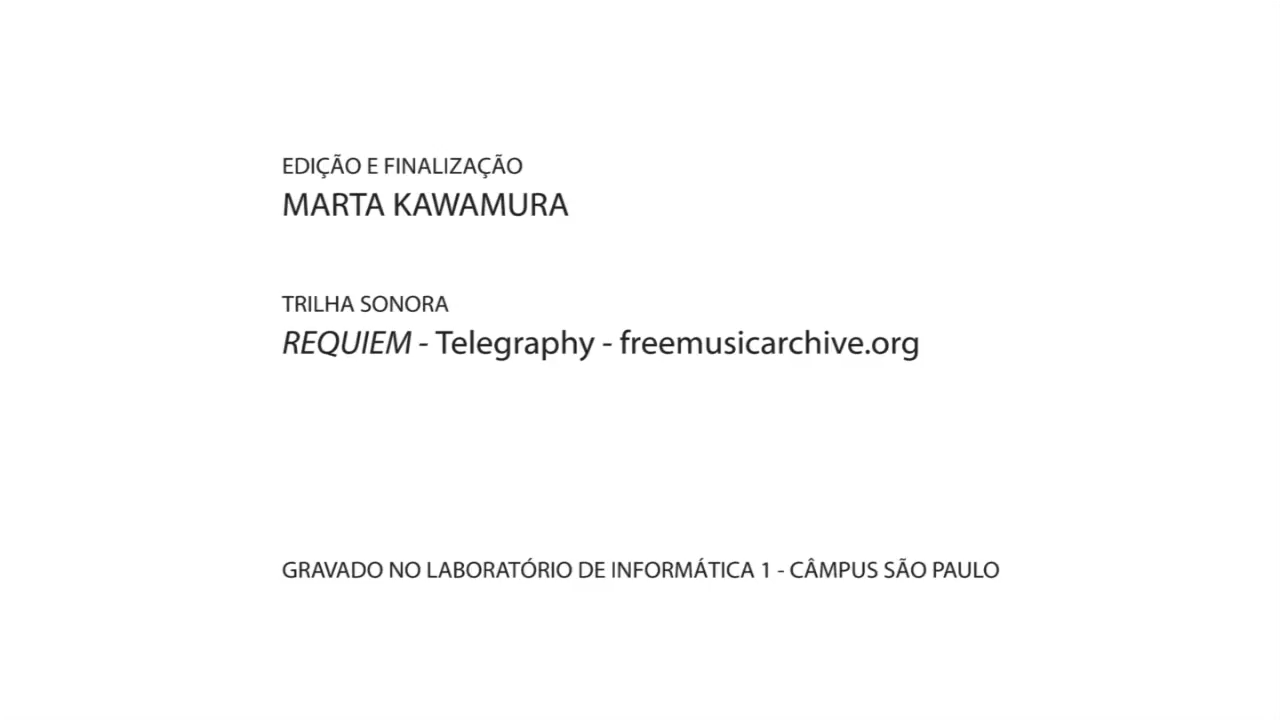 EDIÇÃO E FINALIZAÇÃO
MARTA KAWAMURA
TRILHA SONORA
REQUIEM - Telegraphy - freemusicarchive.org
GRAVADO NO LABORATÓRIO DE INFORMÁTICA 1 - CÂMPUS SÃO PAULO